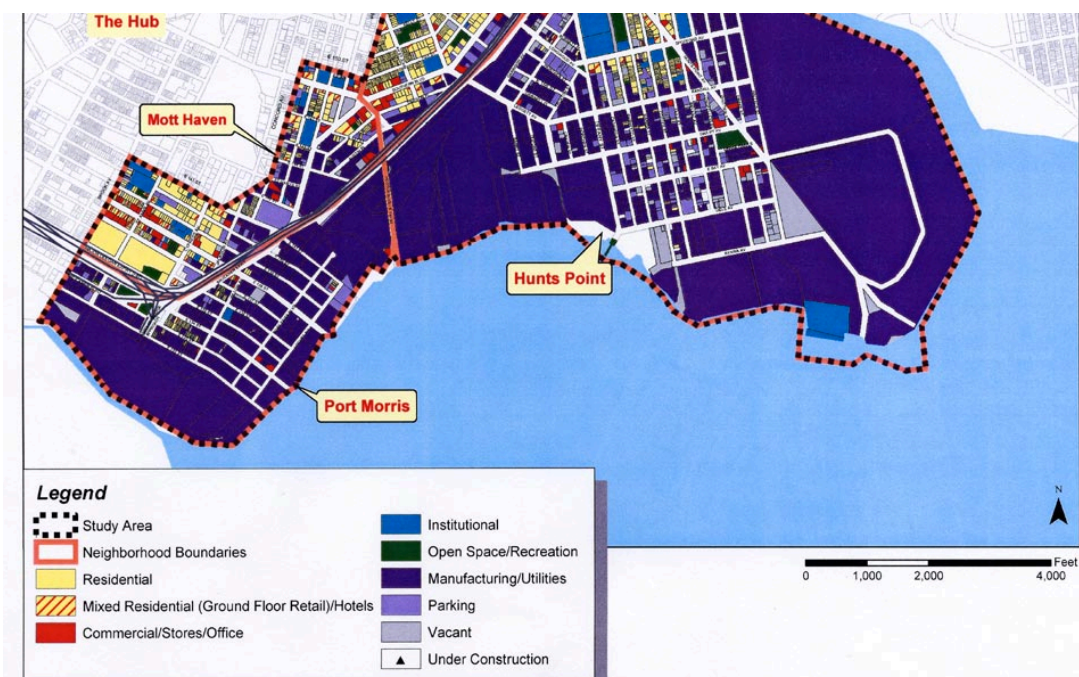 The Hub
Mott Haven
Hunts Point
Port Morris
Legend
Study Area
Neighborhood Boundaries
Residential
Mixed Residential (Ground Floor Retail)/Hotels
Commercial/Stores/Office
Institutional
Open Space/Recreation
Manufacturing/Utilities
Parking
Vacant
Under Construction
N
Feet
0 1,000 2,000 4,000